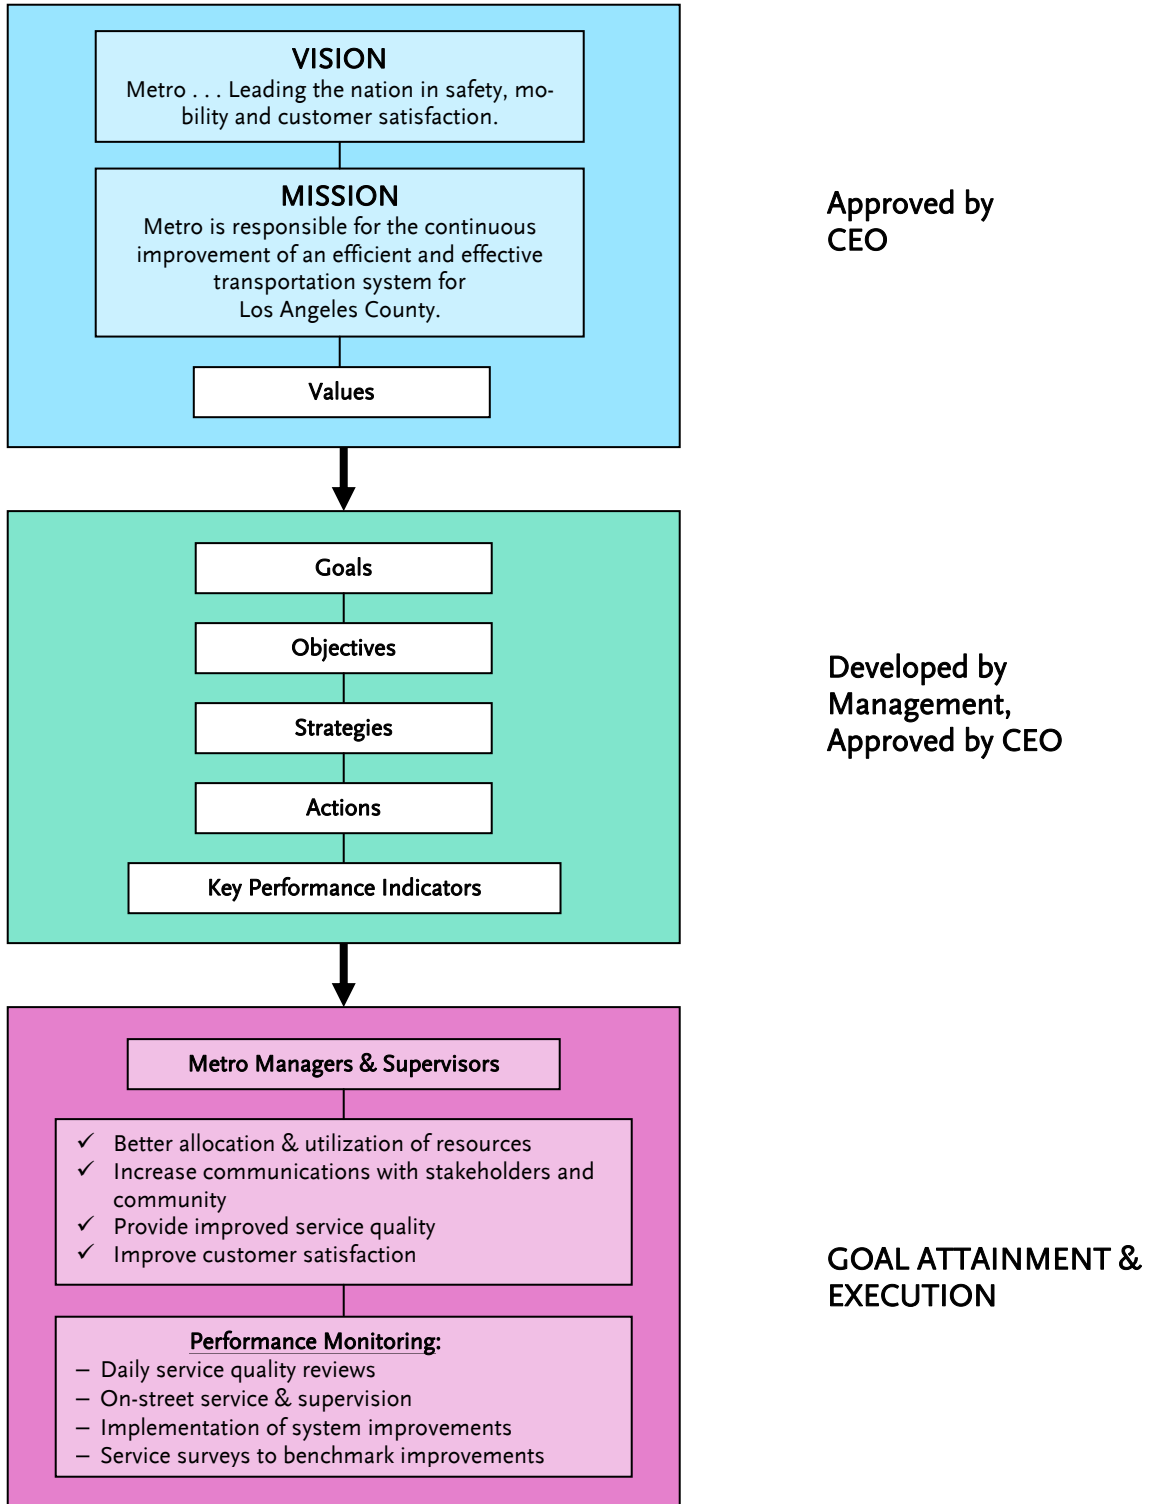 VISION
Metro . . . Leading the nation in safety, mo-
bility and customer satisfaction.
MISSION
Metro is responsible for the continuous
improvement of an efficient and effective
transportation system for
Los Angeles County.
Values
Approved by
CEO
Goals
Objectives
Strategies
Actions
Key Performance Indicators
Developed by
Management,
Approved by CEO
Metro Managers & Supervisors
✓ Better allocation & utilization of resources
✓ Increase communications with stakeholders and
community
✓ Provide improved service quality
✓ Improve customer satisfaction
Performance Monitoring:
– Daily service quality reviews
– On-street service & supervision
– Implementation of system improvements
– Service surveys to benchmark improvements
GOAL ATTAINMENT &
EXECUTION